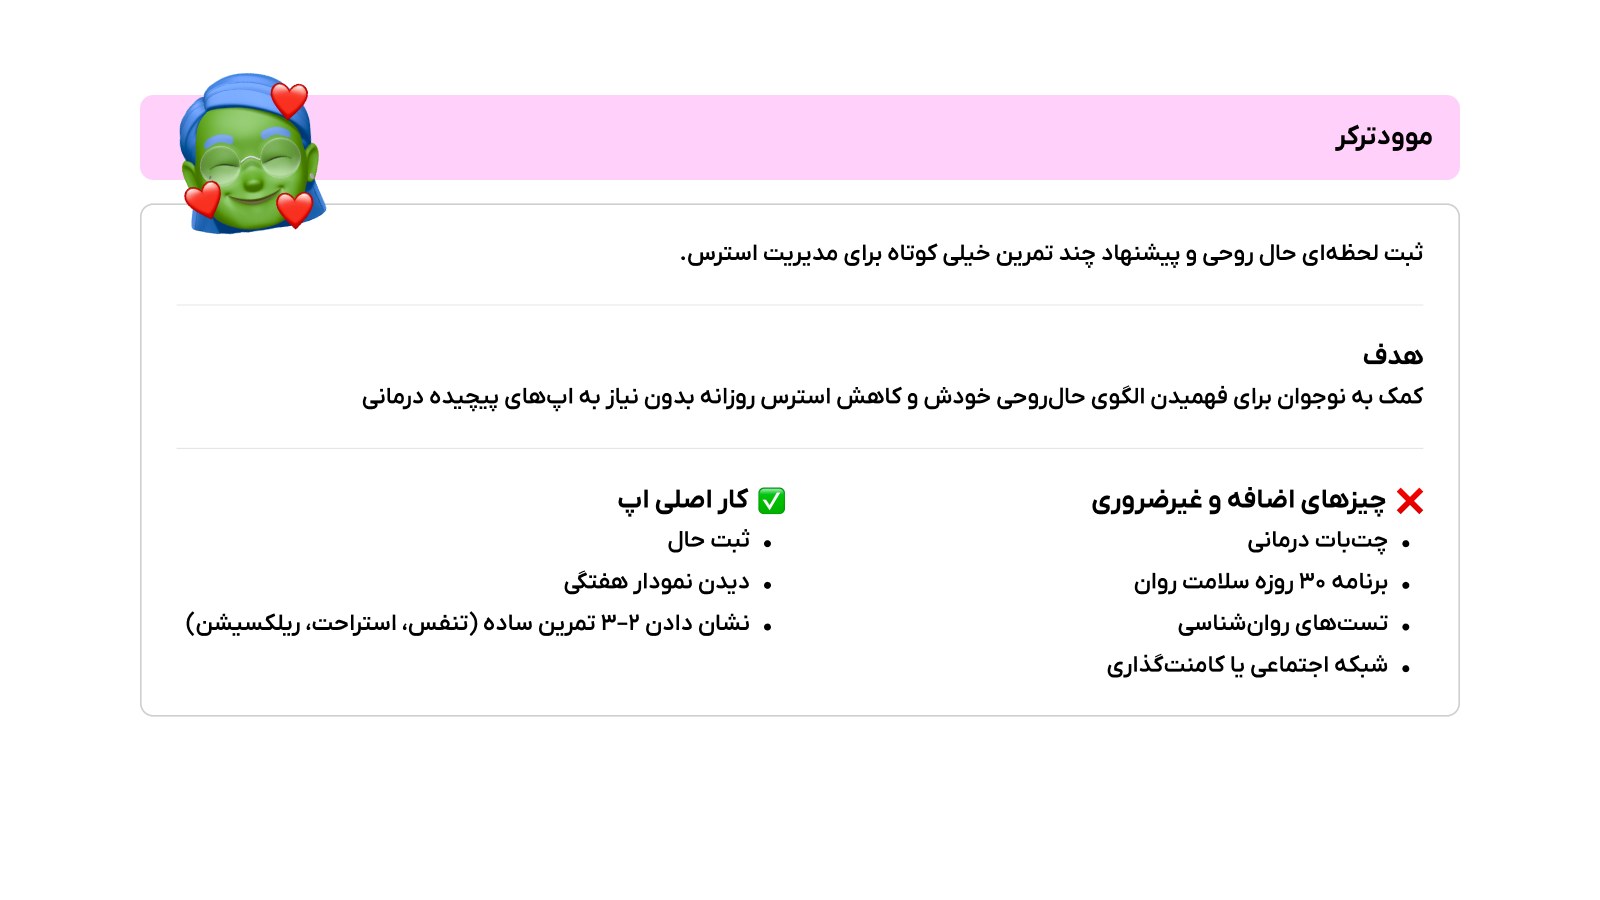 موودترکر
ثبت لحظه‌ای حال روحی و پیشنهاد چند تمرین خیلی کوتاه برای مدیریت استرس.
هدف
کمک به نوجوان برای فهمیدن الگوی حال‌روحی خودش و کاهش استرس روزانه بدون نیاز به اپ‌های پیچیده درمانی
❌ چیزهای اضافه و غیرضروری
• چت‌بات درمانی
• برنامه ۳۰ روزه سلامت روان
• تست‌های روان‌شناسی
• شبکه اجتماعی یا کامنت‌گذاری
✅ کار اصلی اپ
• ثبت حال
• دیدن نمودار هفتگی
• نشان دادن ۲–۳ تمرین ساده (تنفس، استراحت، ریلکسیشن)